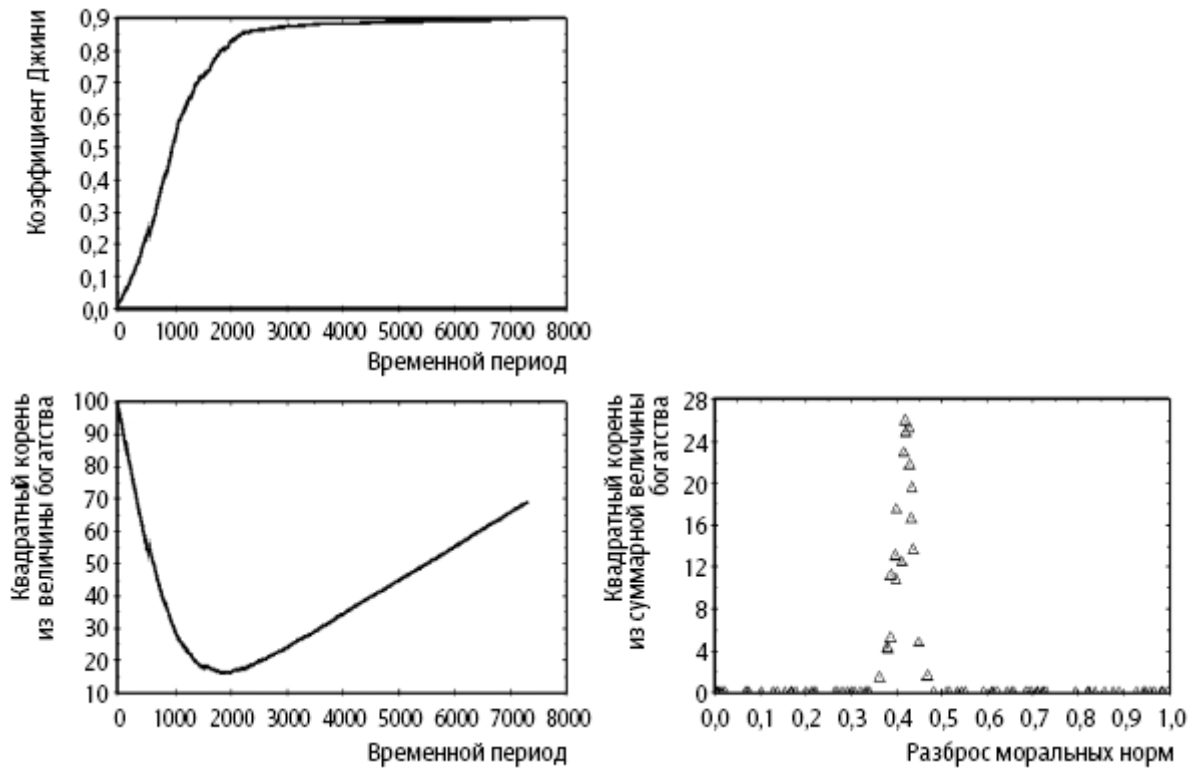 Коэффициент Джини
0,9
0,8
0,7
0,6
0,5
0,4
0,3
0,2
0,1
0,0
0 1000 2000 3000 4000 5000 6000 7000 8000
Временной период
Квадратный корень
из величины богатства
100
90
80
70
60
50
40
30
20
10
0 1000 2000 3000 4000 5000 6000 7000 8000
Временной период
Квадратный корень
из суммарной величины
богатства
28
24
20
16
12
8
4
0
0,0 0,1 0,2 0,3 0,4 0,5 0,6 0,7 0,8 0,9 1,0
Разброс моральных норм